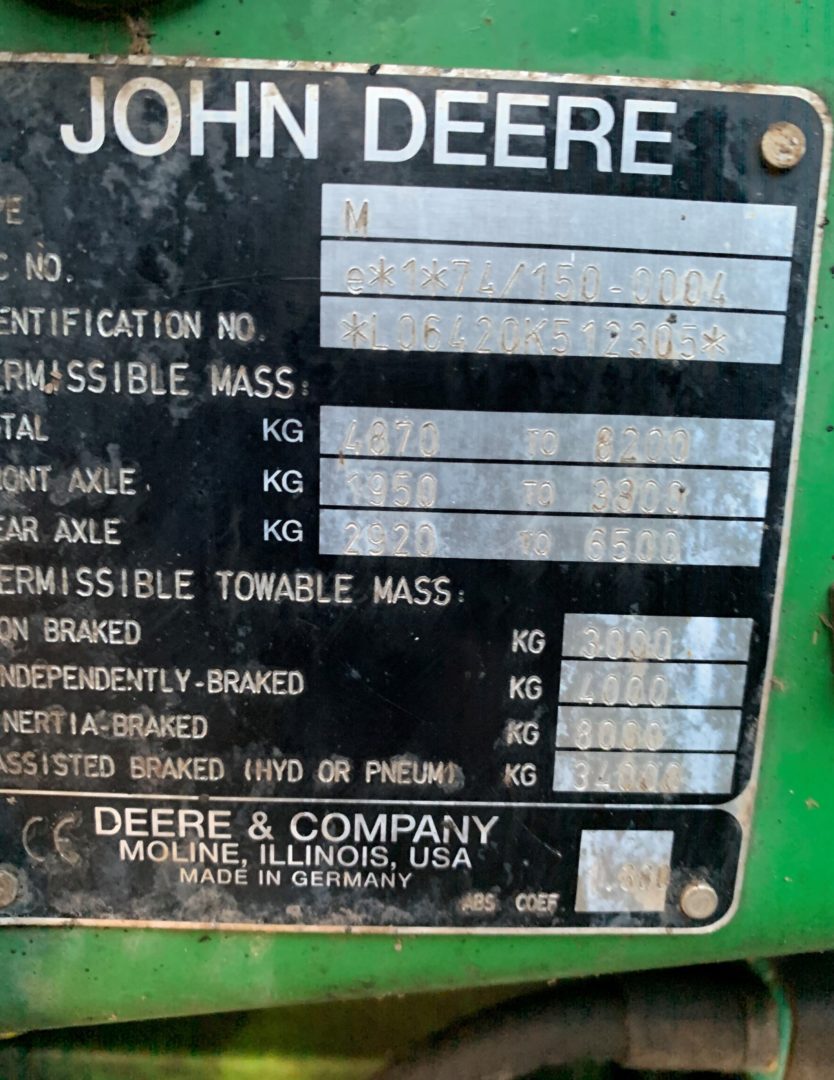 JOHN DEERE
PE M
C NO. e*1*74/150-0004
ENTIFICATION NO. *L06420K512305*
ERMISSIBLE MASS:
TAL KG 4870 TO 8200
ONT AXLE KG 1950 TO 3800
EAR AXLE KG 2920 TO 6500
ERMISSIBLE TOWABLE MASS:
ON BRAKED KG 3000
NDEPENDENTLY-BRAKED KG 4000
NERTIA-BRAKED KG 8000
ASSISTED BRAKED (HYD OR PNEUM) KG 34000
CE DEERE & COMPANY
MOLINE, ILLINOIS, USA
MADE IN GERMANY
ABS COEF.